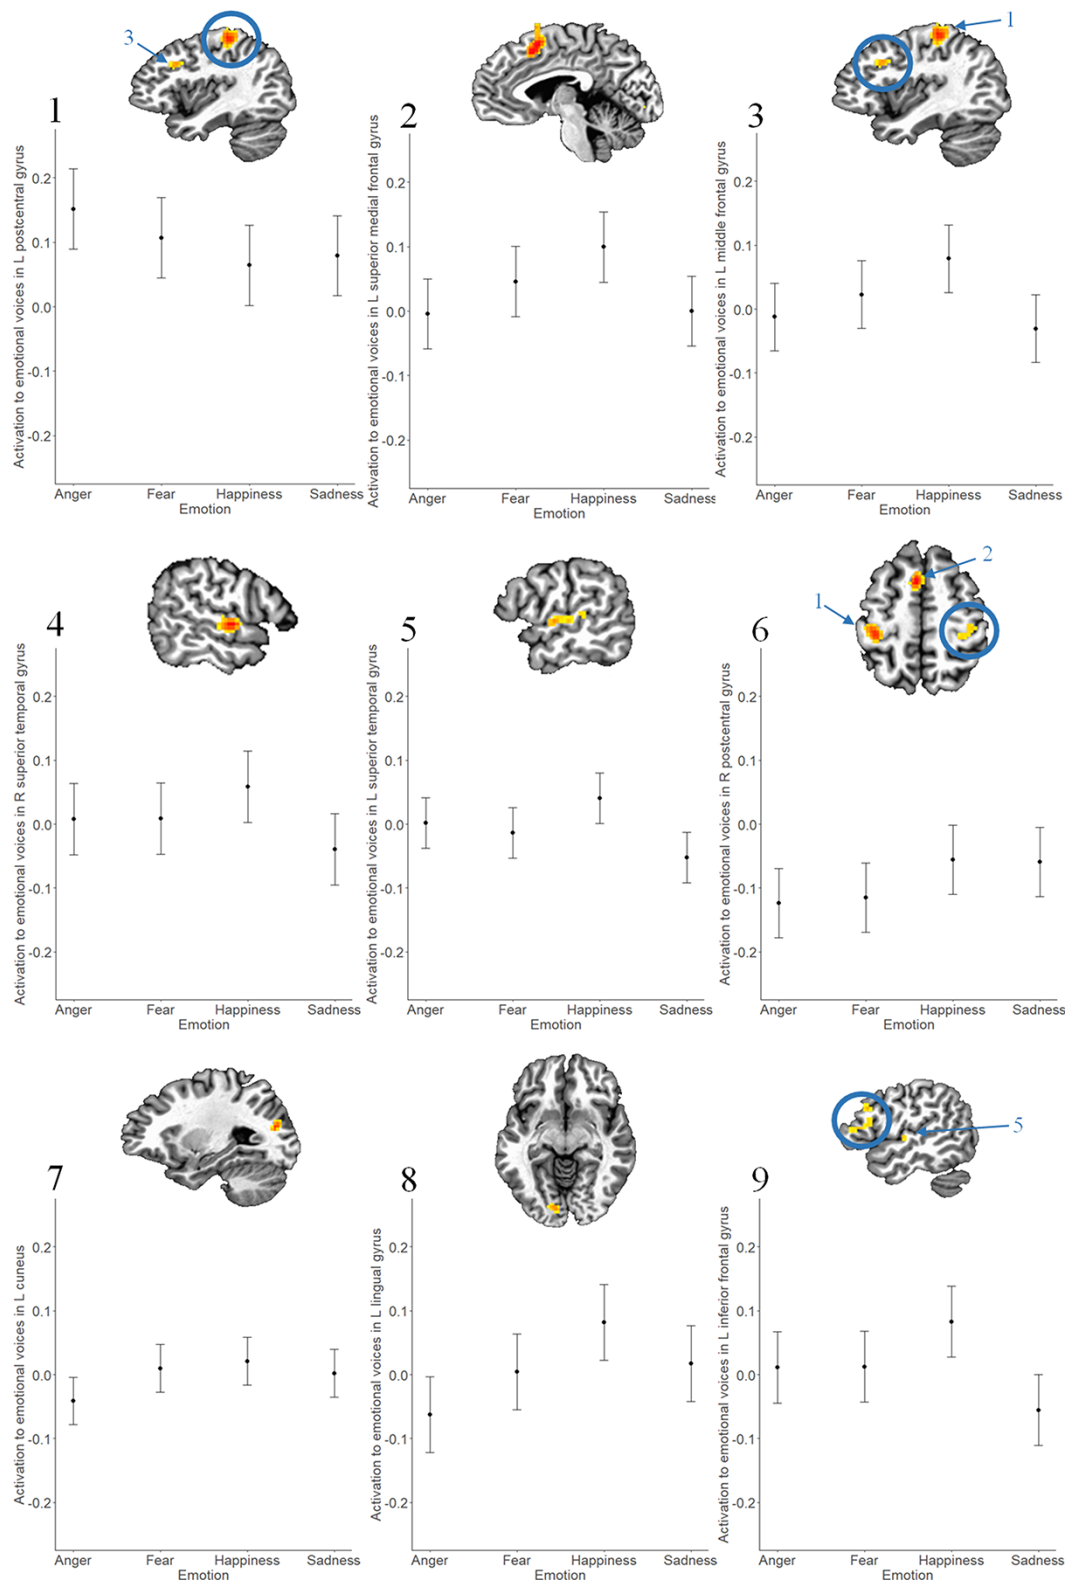 3
1
1
2
3
Activation to emotional voices in L postcentral gyrus
0.2
0.1
0.0
-0.1
-0.2
Anger Fear Happiness Sadness
Emotion
Activation to emotional voices in L superior medial frontal gyrus
0.2
0.1
0.0
-0.1
-0.2
Anger Fear Happiness Sadness
Emotion
Activation to emotional voices in L middle frontal gyrus
0.2
0.1
0.0
-0.1
-0.2
Anger Fear Happiness Sadness
Emotion
2
1
4
5
6
Activation to emotional voices in R superior temporal gyrus
0.2
0.1
0.0
-0.1
-0.2
Anger Fear Happiness Sadness
Emotion
Activation to emotional voices in L superior temporal gyrus
0.2
0.1
0.0
-0.1
-0.2
Anger Fear Happiness Sadness
Emotion
Activation to emotional voices in R postcentral gyrus
0.2
0.1
0.0
-0.1
-0.2
Anger Fear Happiness Sadness
Emotion
5
7
8
9
Activation to emotional voices in L cuneus
0.2
0.1
0.0
-0.1
-0.2
Anger Fear Happiness Sadness
Emotion
Activation to emotional voices in L lingual gyrus
0.2
0.1
0.0
-0.1
-0.2
Anger Fear Happiness Sadness
Emotion
Activation to emotional voices in L inferior frontal gyrus
0.2
0.1
0.0
-0.1
-0.2
Anger Fear Happiness Sadness
Emotion